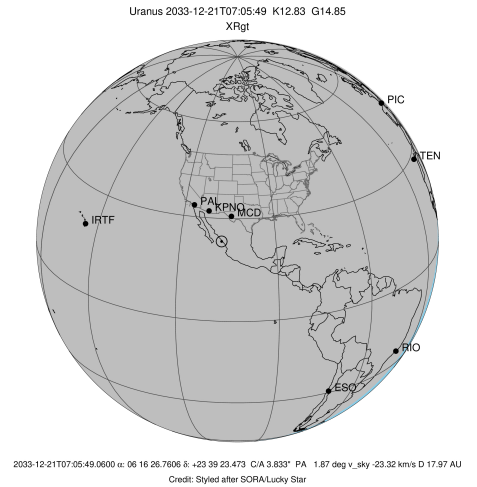 Uranus 2033-12-21T07:05:49 K12.83 G14.85
XRgt
PIC
TEN
PAL
KPNO
MCD
IRTF
RIO
ESO
2033-12-21T07:05:49.0600 α: 06 16 26.7606 δ: +23 39 23.473 C/A 3.833" PA 1.87 deg v_sky -23.32 km/s D 17.97 AU
Credit: Styled after SORA/Lucky Star